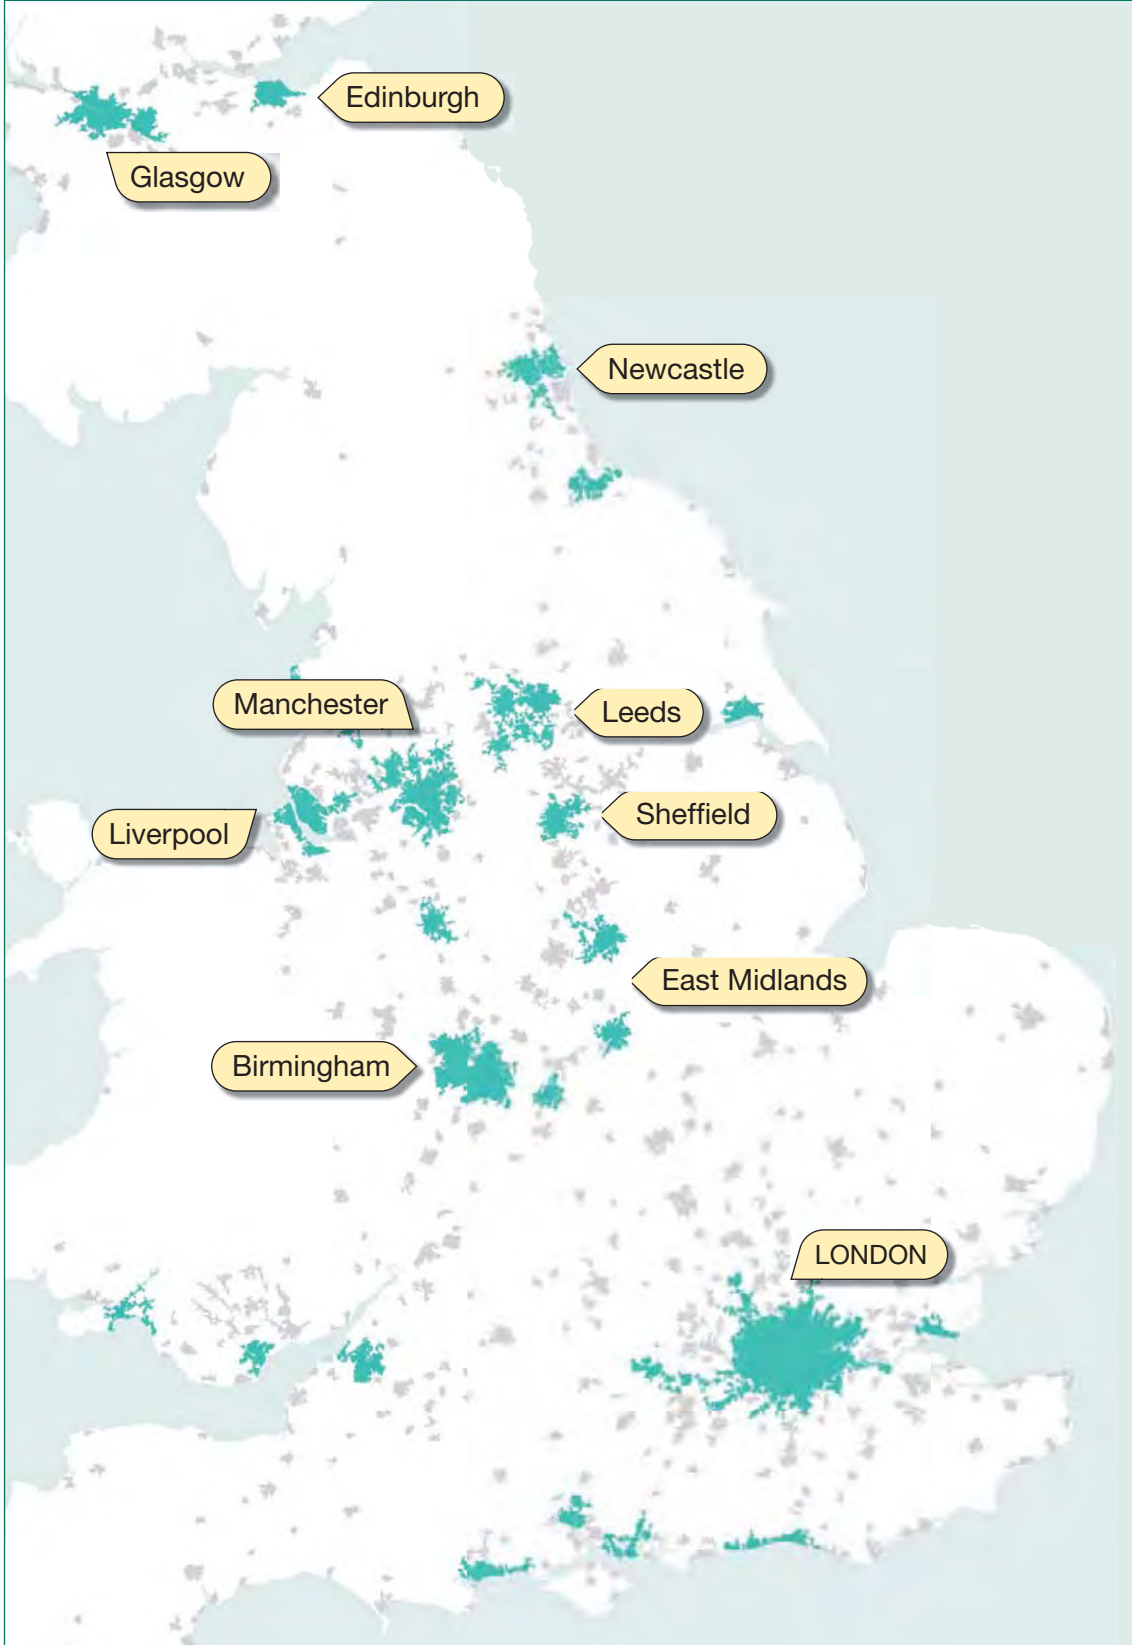 Edinburgh
Glasgow
Newcastle
Manchester
Leeds
Liverpool
Sheffield
East Midlands
Birmingham
LONDON